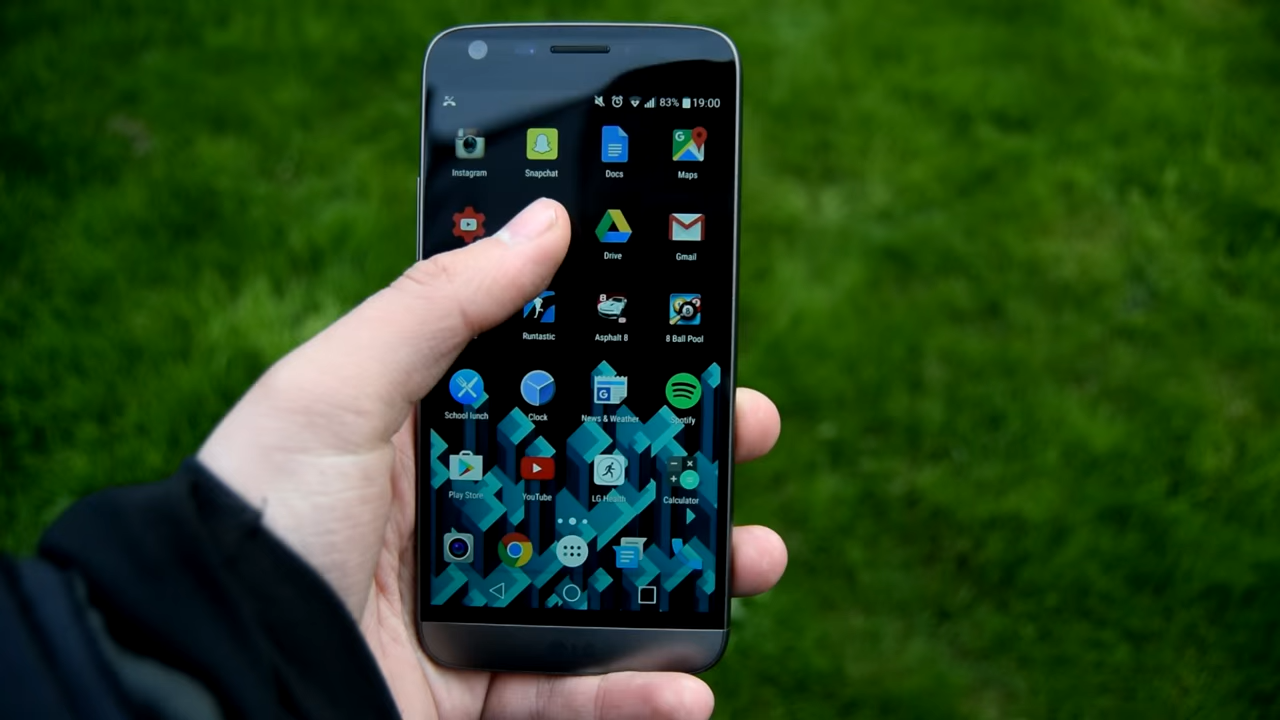 83% 19:00
Instagram Snapchat Docs Maps
Drive Gmail
Runtastic Asphalt 8 8 Ball Pool
School lunch Clock News & Weather Spotify
Play Store YouTube LG Health Calculator